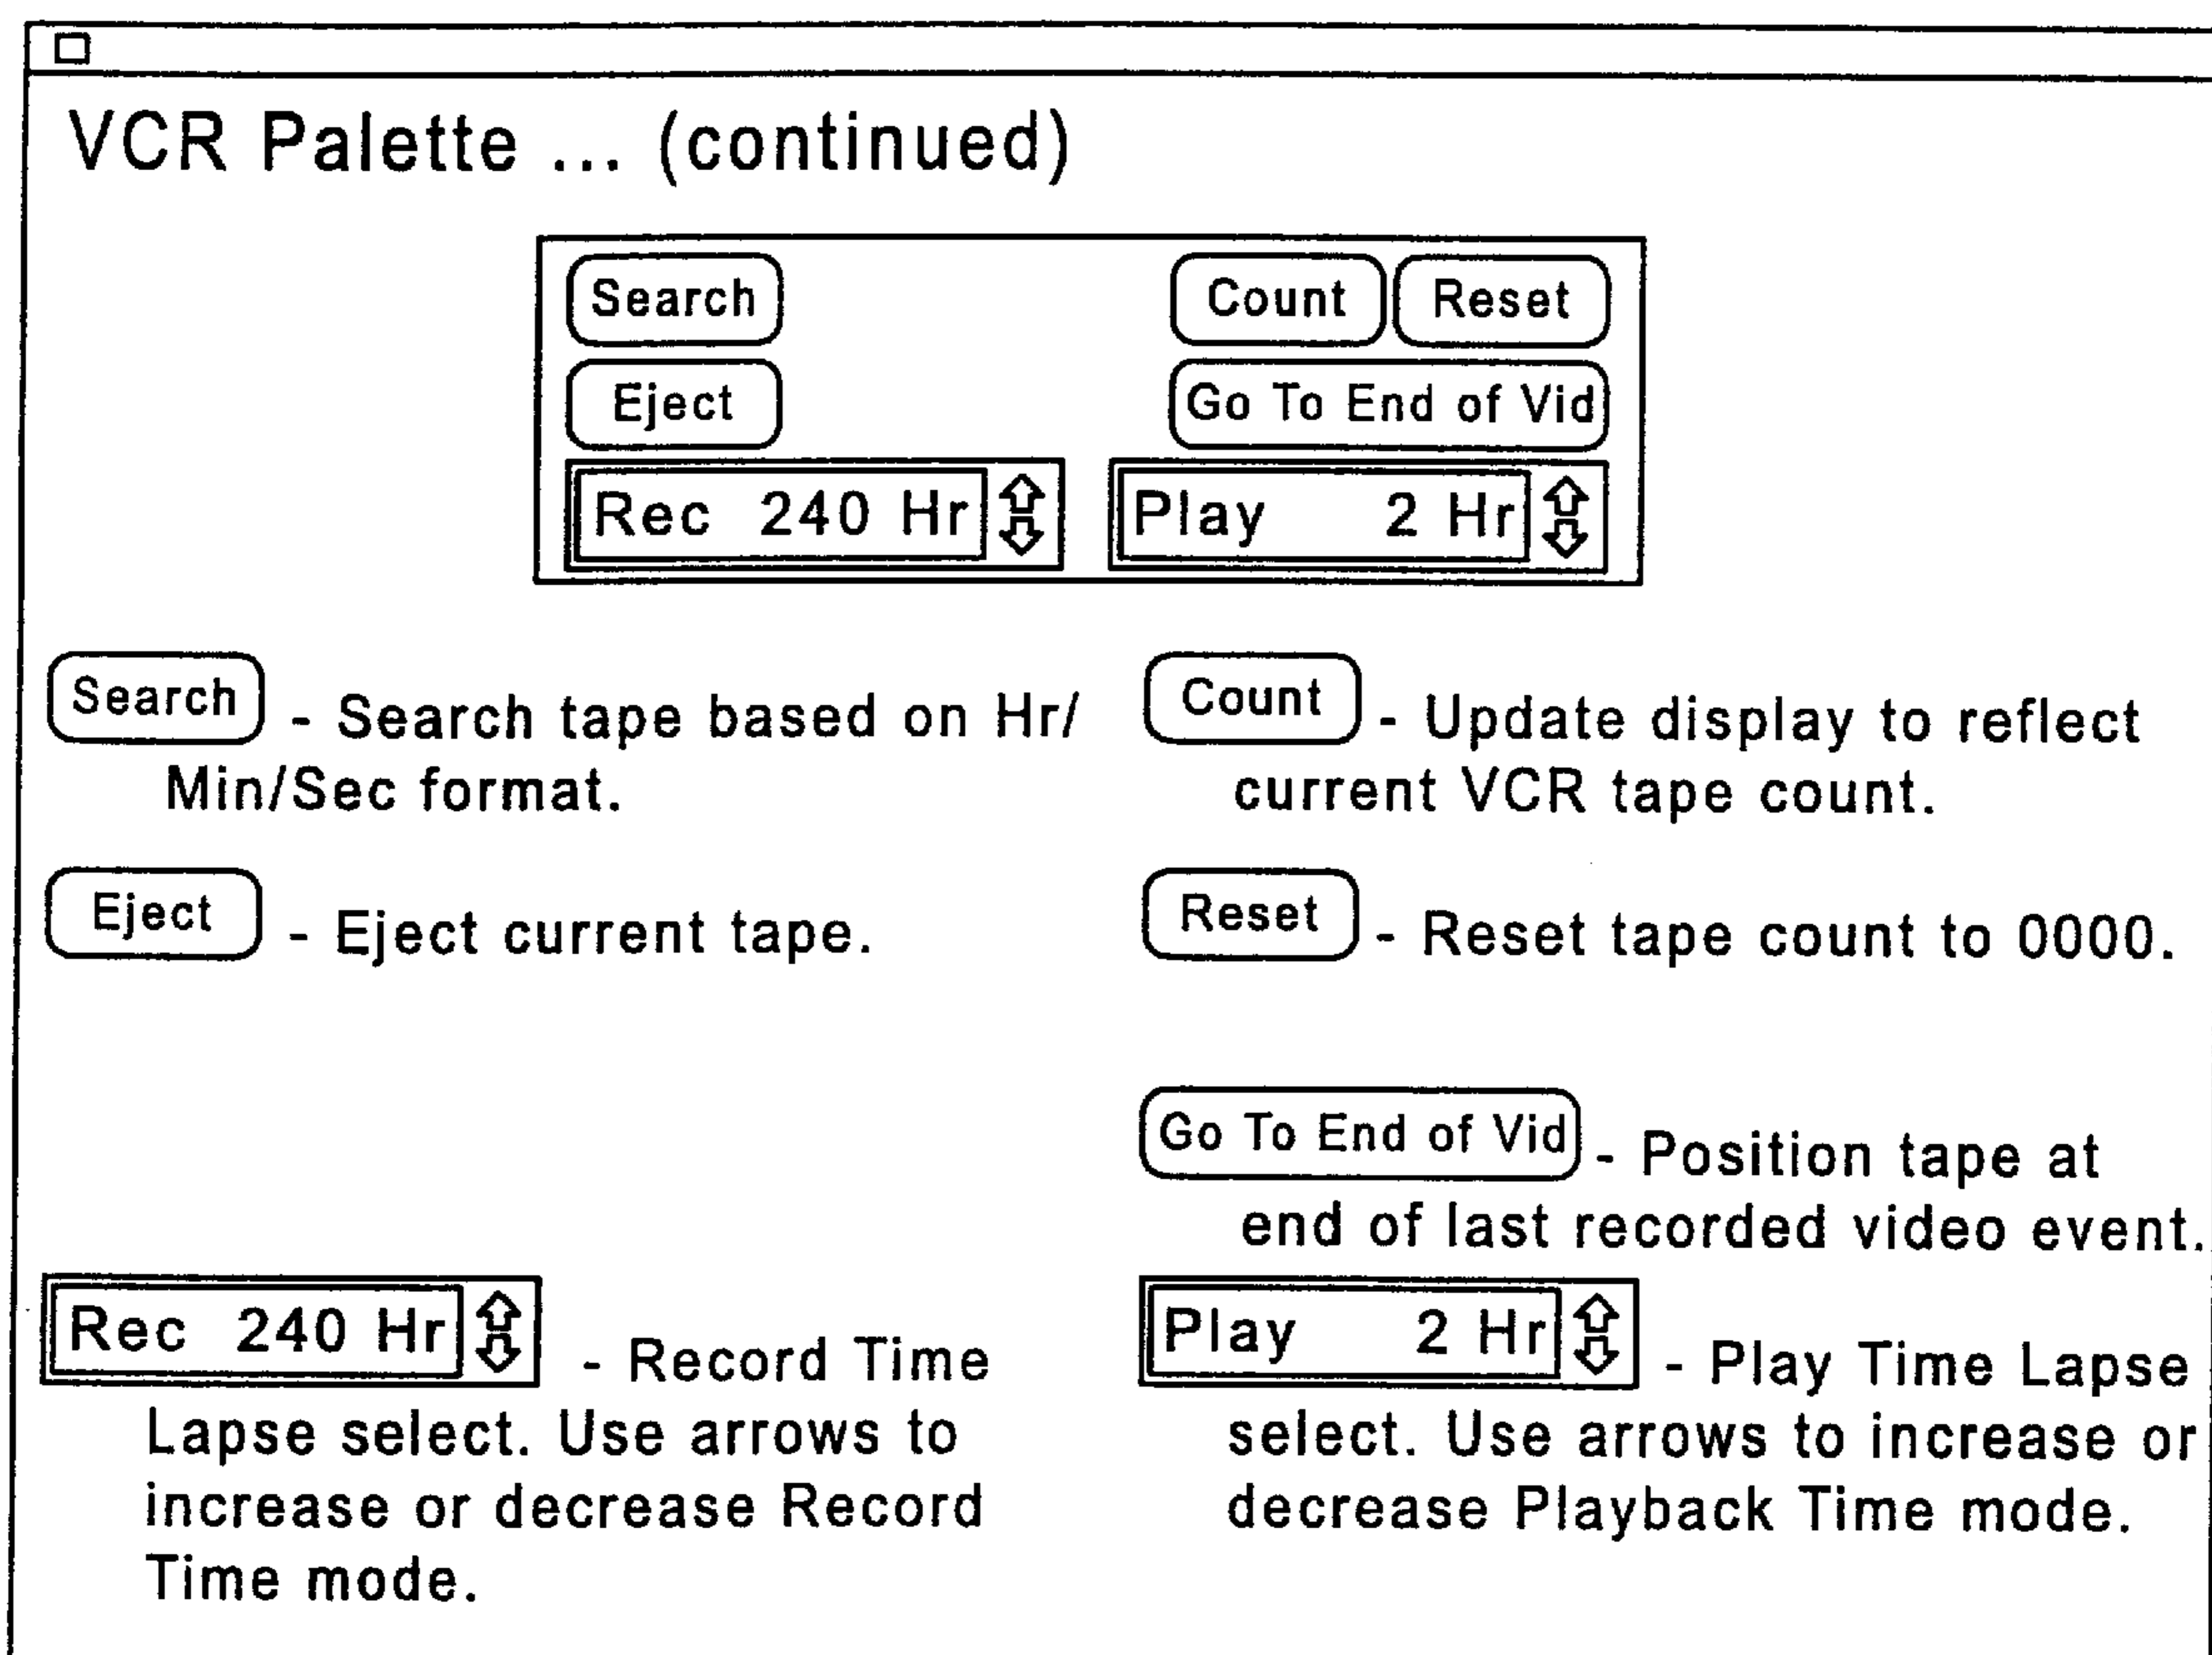 VCR Palette ... (continued)
Search Count Reset
Eject Go To End of Vid
Rec 240 Hr Play 2 Hr
Search - Search tape based on Hr/
Min/Sec format.
Count - Update display to reflect
current VCR tape count.
Eject - Eject current tape.
Reset - Reset tape count to 0000.
Go To End of Vid - Position tape at
end of last recorded video event.
Rec 240 Hr - Record Time
Lapse select. Use arrows to
increase or decrease Record
Time mode.
Play 2 Hr - Play Time Lapse
select. Use arrows to increase or
decrease Playback Time mode.